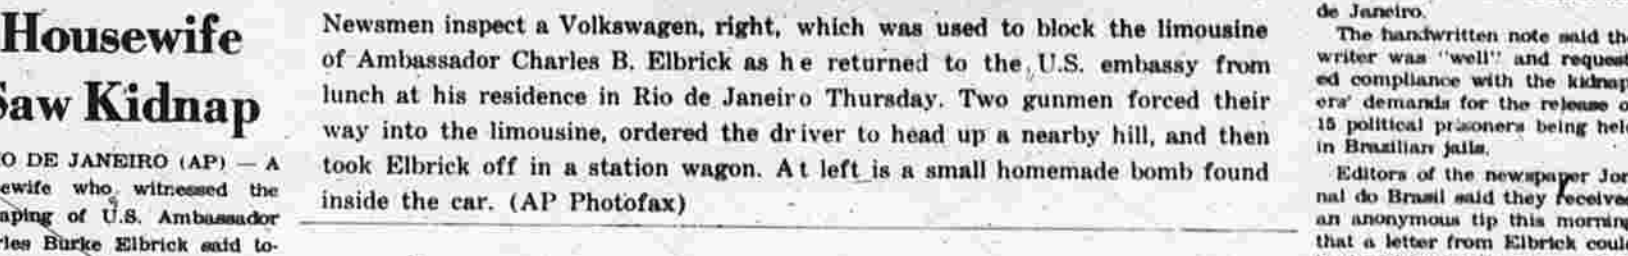 Housewife
Saw Kidnap
O DE JANEIRO (AP) — A
ewife who witnessed the
aping of U.S. Ambassador
rles Burke Elbrick said to-
Newsmen inspect a Volkswagen, right, which was used to block the limousine
of Ambassador Charles B. Elbrick as he returned to the U.S. embassy from
lunch at his residence in Rio de Janeiro Thursday. Two gunmen forced their
way into the limousine, ordered the driver to head up a nearby hill, and then
took Elbrick off in a station wagon. At left is a small homemade bomb found
inside the car. (AP Photofax)
de Janeiro.
The handwritten note said th
writer was "well" and request
ed compliance with the kidnap
ers' demands for the release o
15 political prisoners being hel
in Brazilian jails.
Editors of the newspaper Jor
nal do Brasil said they receive
an anonymous tip this morning
that a letter from Elbrick coul